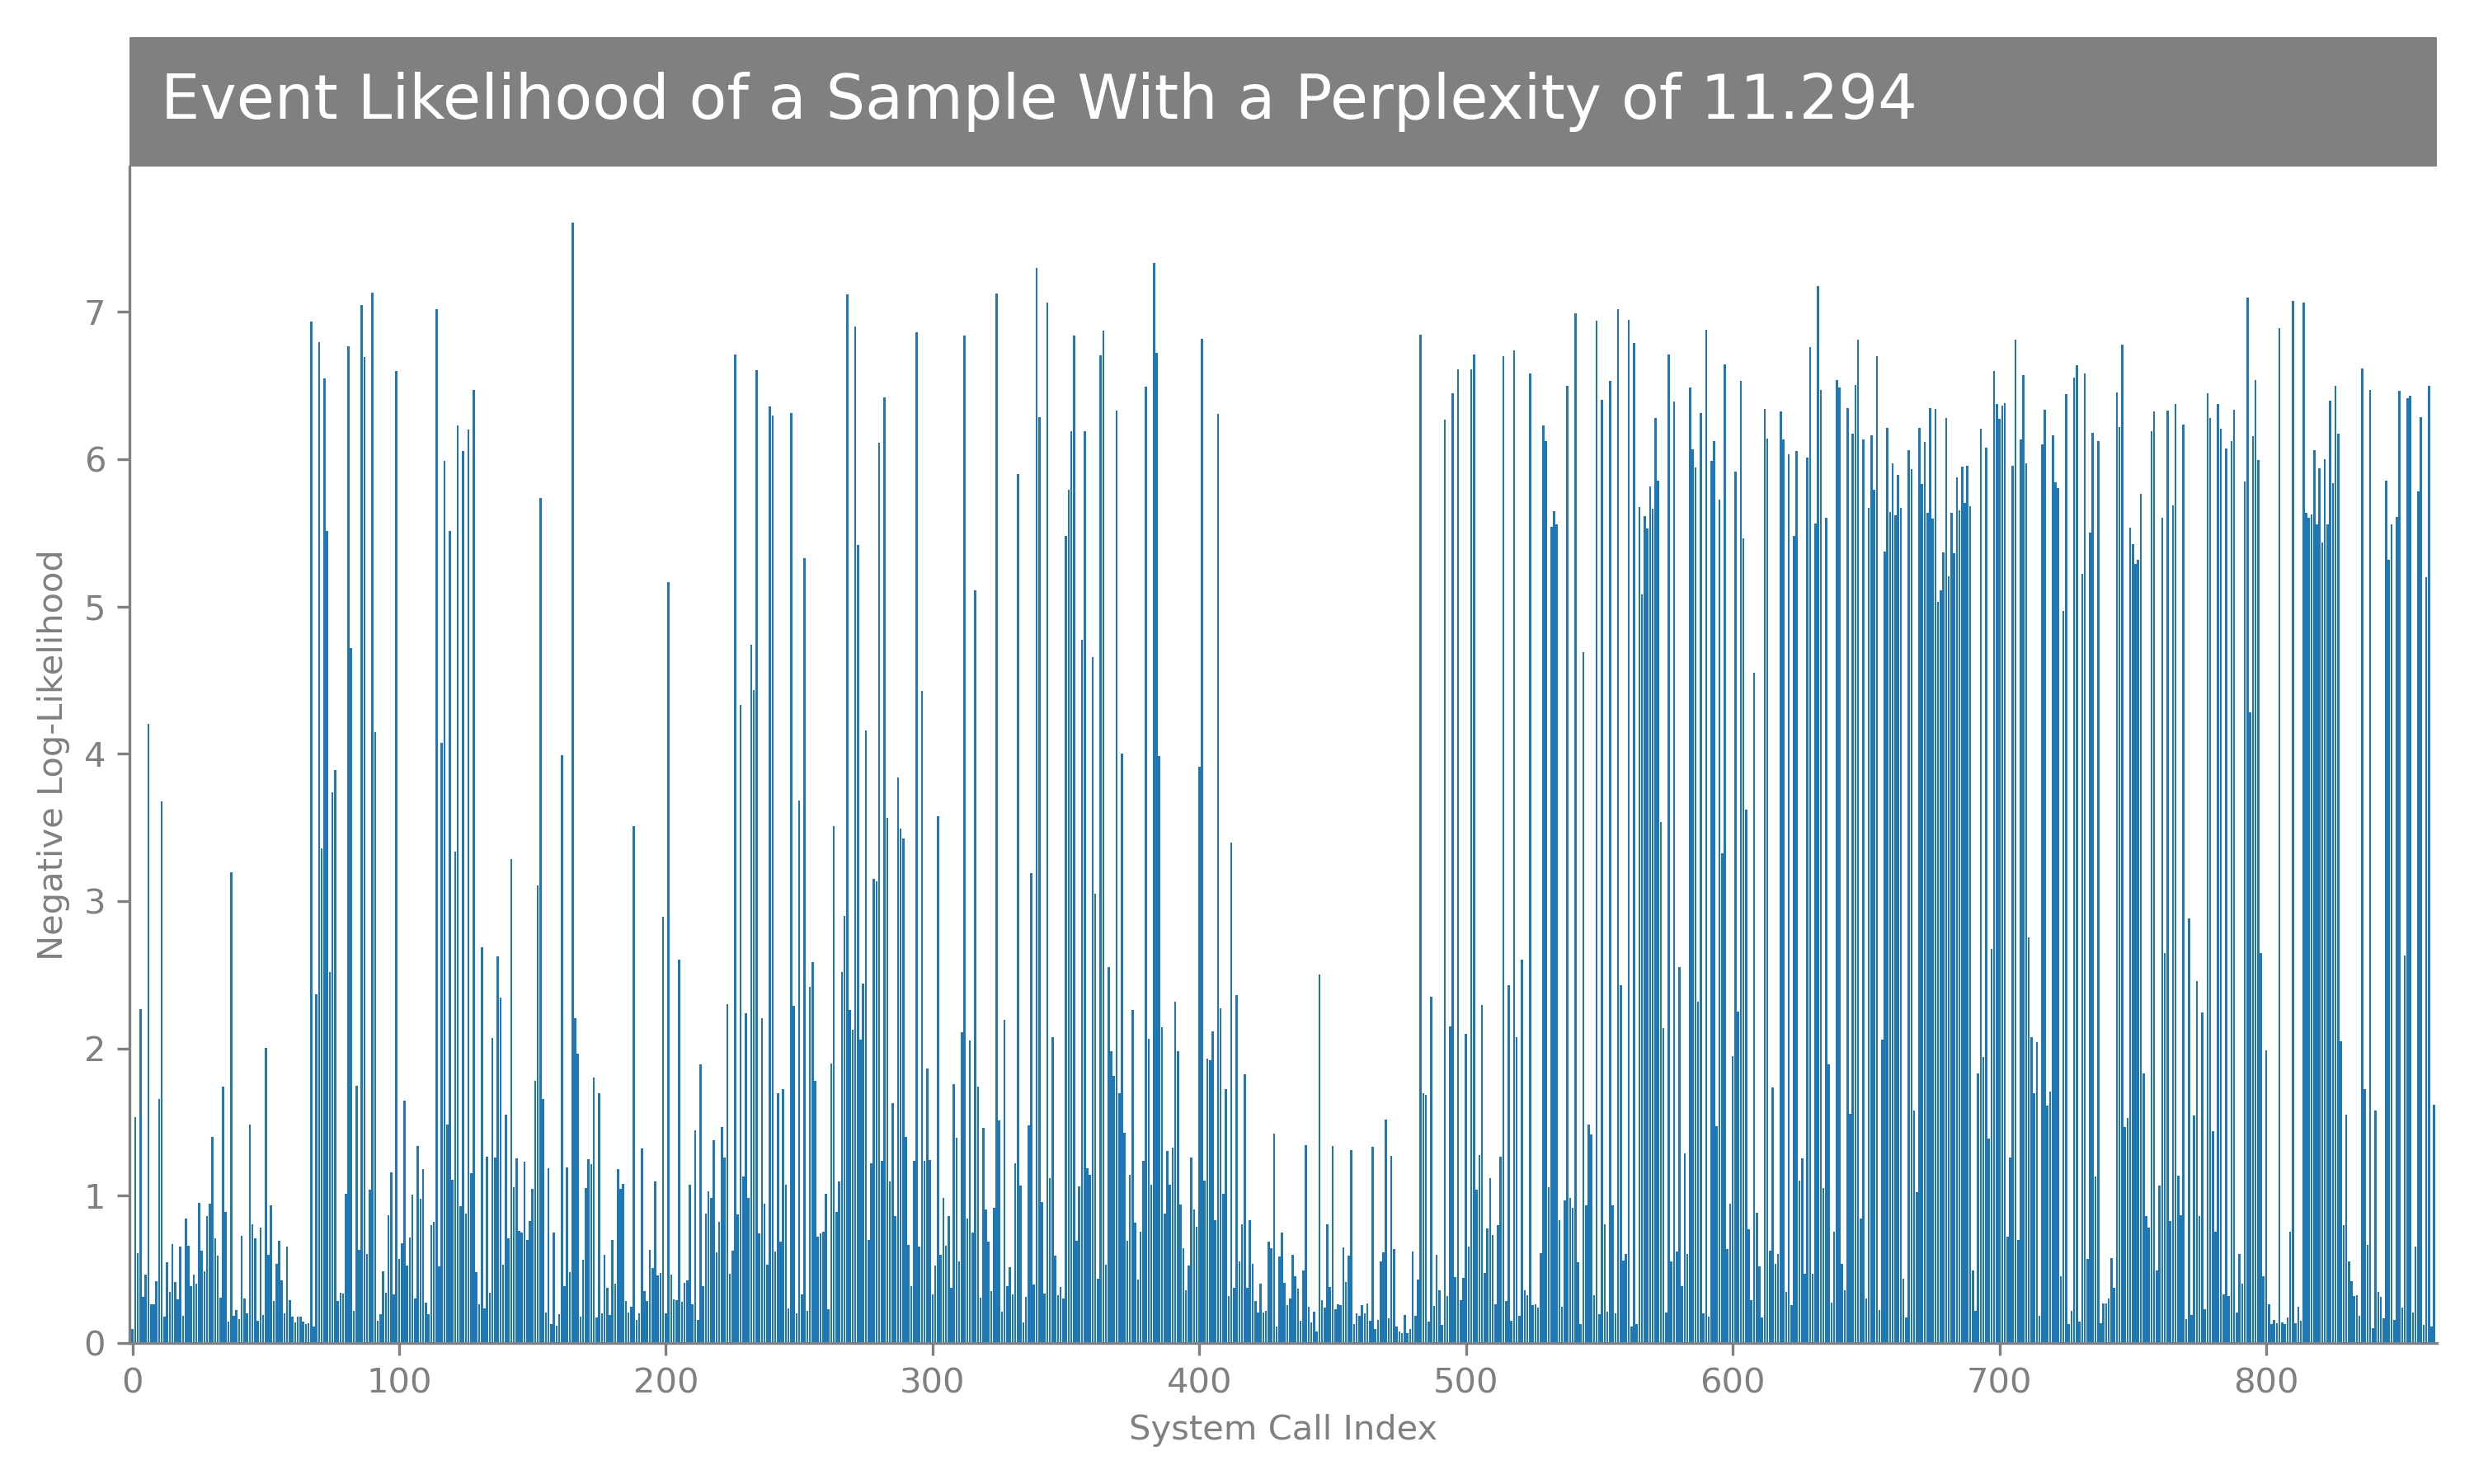 Event Likelihood of a Sample With a Perplexity of 11.294
Negative Log-Likelihood
7
6
5
4
3
2
1
0
0 100 200 300 400 500 600 700 800
System Call Index